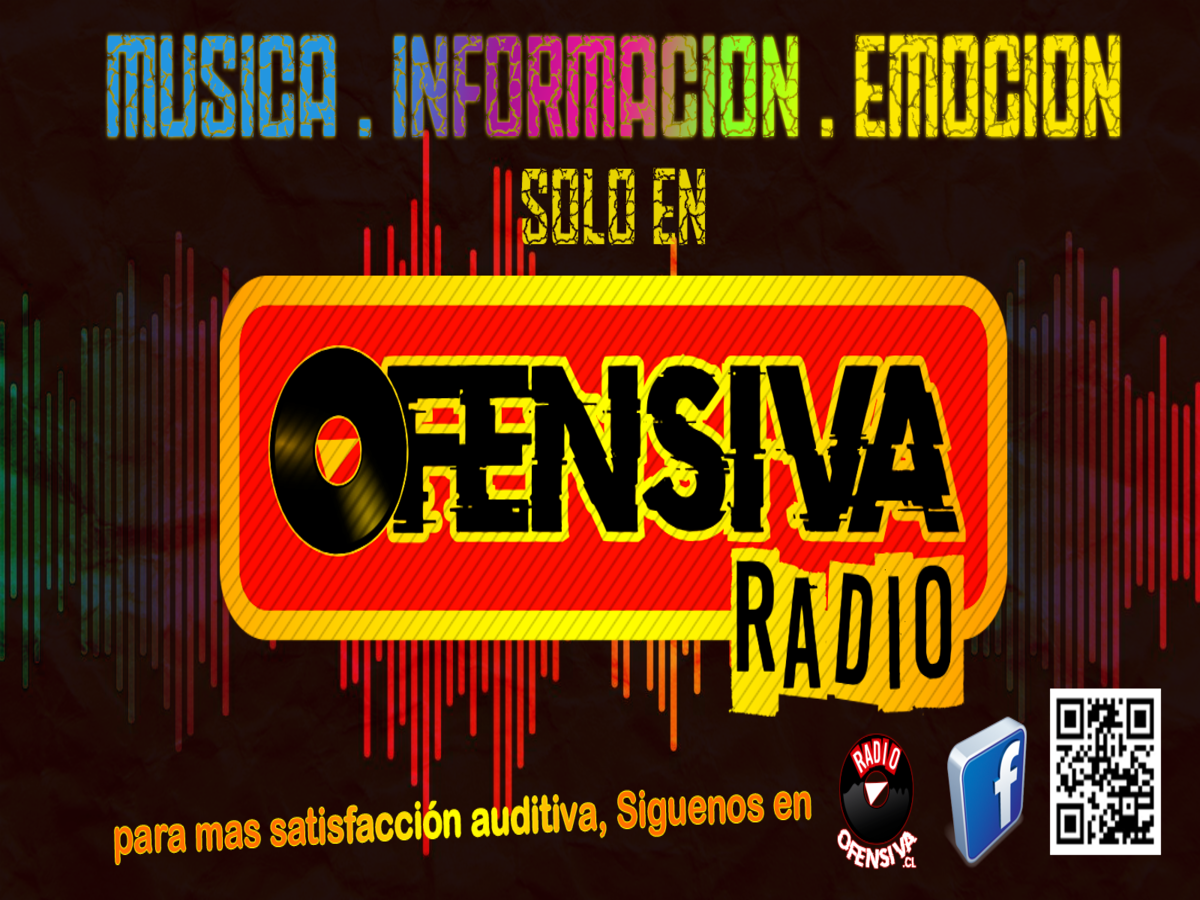 MUSICA . INFORMACION . EMOCION
SOLO EN
OFENSIVA
RADIO
para mas satisfacción auditiva, Siguenos en
RADIO
OFENSIVA
.CL
f